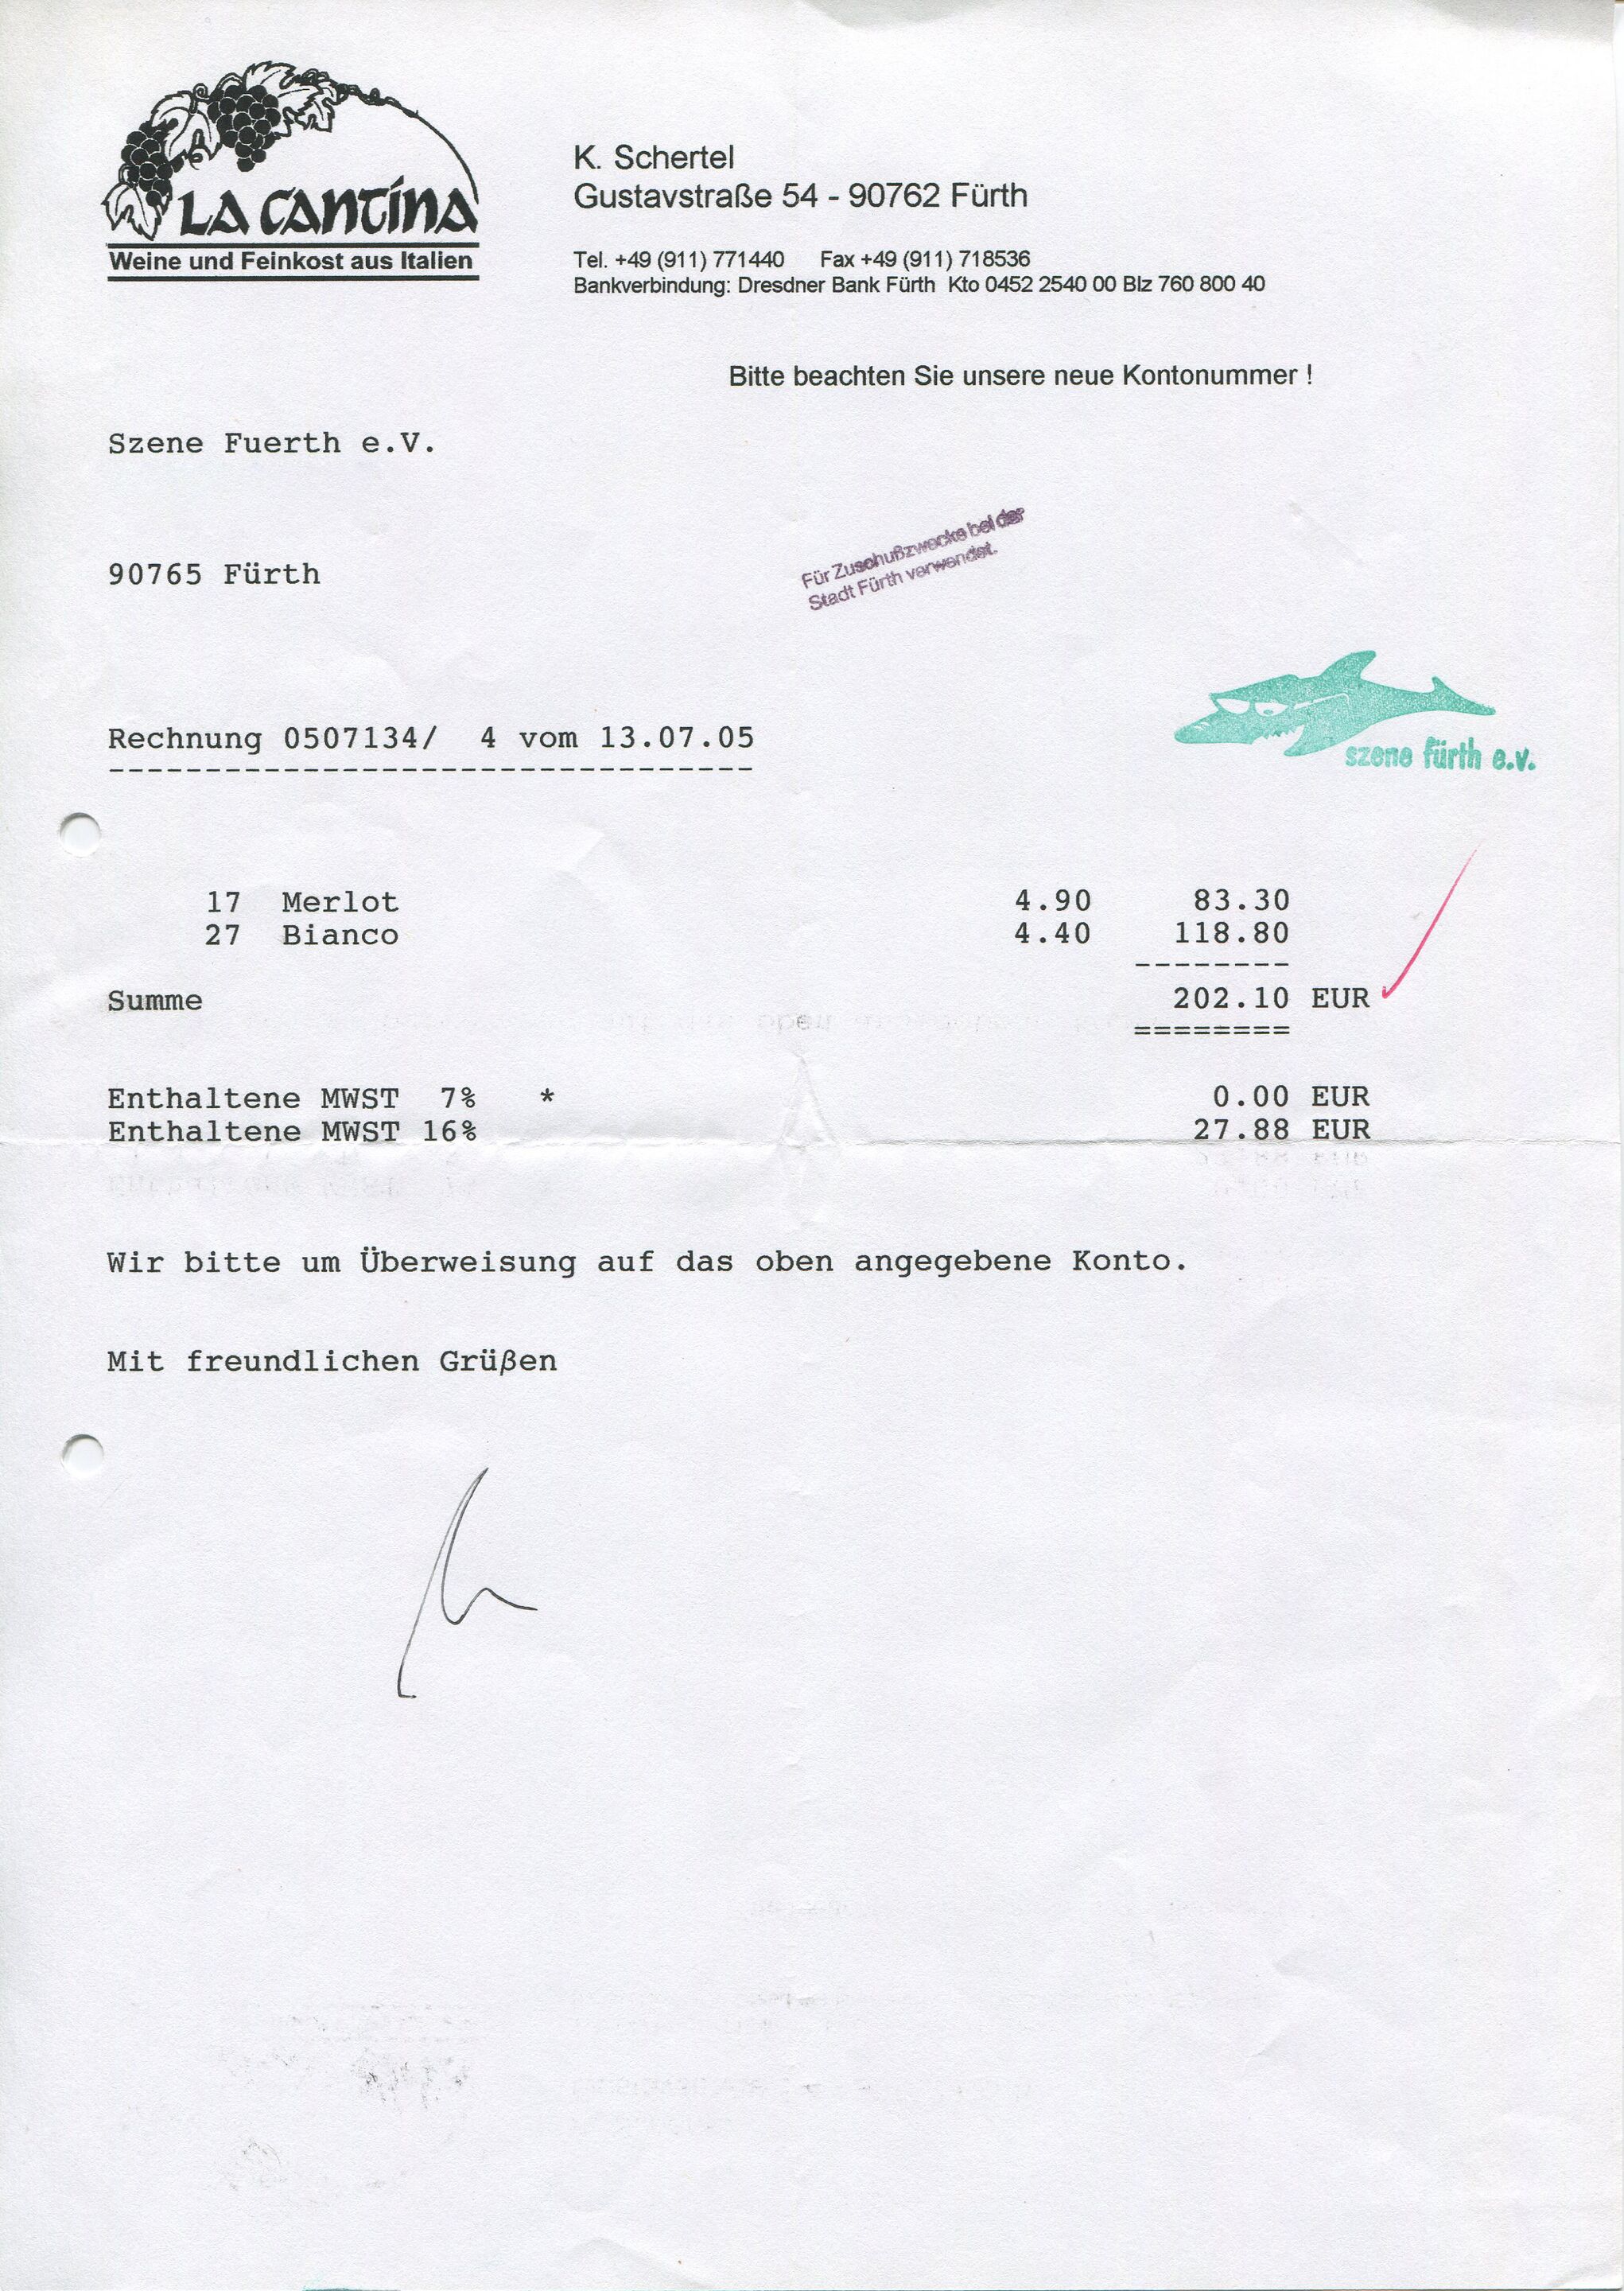 LA CANTINA
Weine und Feinkost aus Italien
K. Schertel
Gustavstraße 54 - 90762 Fürth
Tel. +49 (911) 771440 Fax +49 (911) 718536
Bankverbindung: Dresdner Bank Fürth Kto 0452 2540 00 Blz 760 800 40
Bitte beachten Sie unsere neue Kontonummer !
Szene Fuerth e.V.
90765 Fürth
Für Zuschußzwecke bei der
Stadt Fürth verwendet.
szene fürth e.v.
Rechnung 0507134/ 4 vom 13.07.05
17 Merlot 4.90 83.30
27 Bianco 4.40 118.80
Summe 202.10 EUR
Enthaltene MWST 7% * 0.00 EUR
Enthaltene MWST 16% 27.88 EUR
Wir bitte um Überweisung auf das oben angegebene Konto.
Mit freundlichen Grüßen